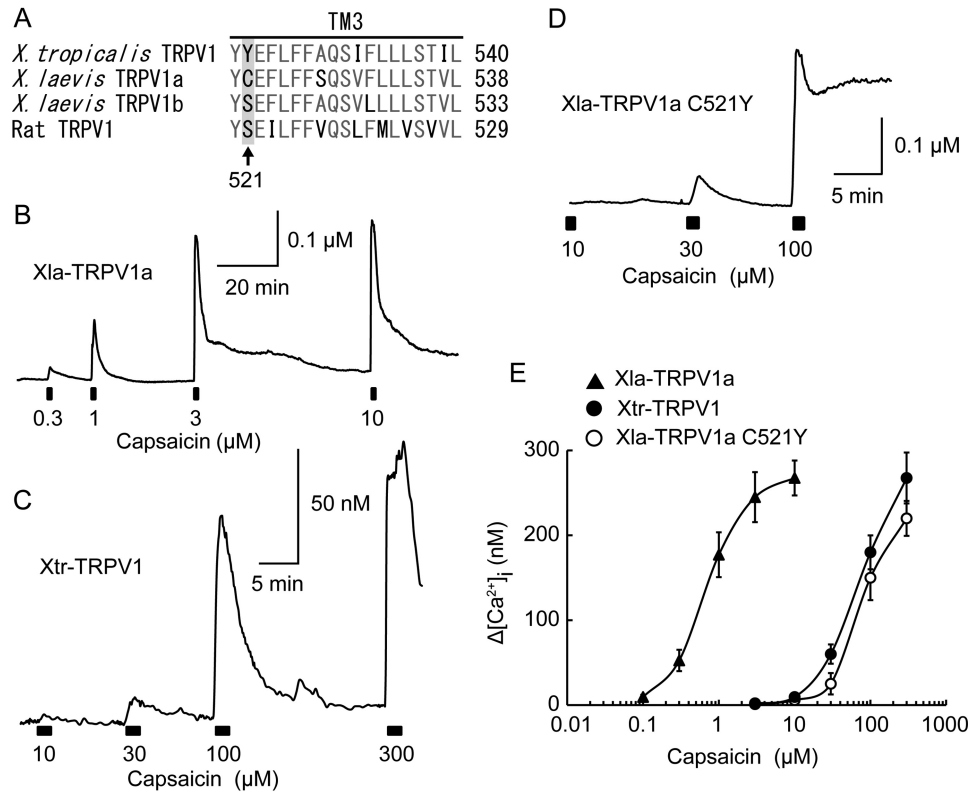 A
TM3
X. tropicalis TRPV1 YYEFLFFAQSIFLLLSTIL 540
X. laevis TRPV1a YCEFLFFSQSVFLLLSTVL 538
X. laevis TRPV1b YSEFLFFAQSVLLLLSTVL 533
Rat TRPV1 YSEILFFVQSLFMLVSVVL 529
521
B
Xla-TRPV1a
0.1 µM
20 min
0.3 1 3 10
Capsaicin (µM)
C
Xtr-TRPV1
50 nM
5 min
10 30 100 300
Capsaicin (µM)
D
Xla-TRPV1a C521Y
0.1 µM
5 min
10 30 100
Capsaicin (µM)
E
Xla-TRPV1a
Xtr-TRPV1
Xla-TRPV1a C521Y
Δ[Ca²⁺]ᵢ (nM)
300
200
100
0
0.01 0.1 1 10 100 1000
Capsaicin (µM)